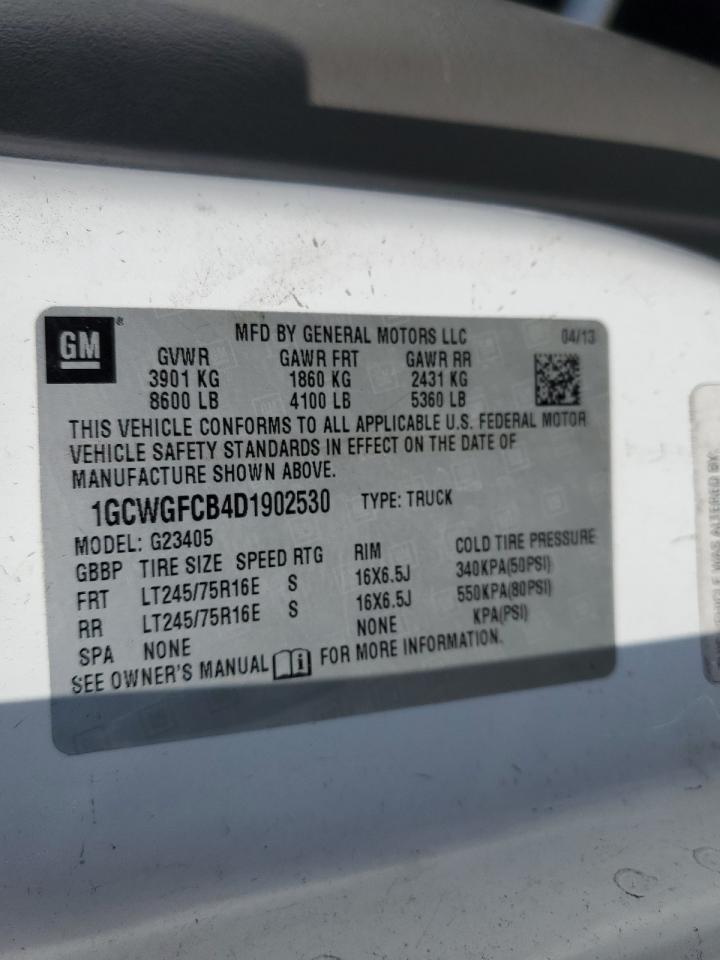 GM
MFD BY GENERAL MOTORS LLC 04/13
GVWR GAWR FRT GAWR RR
3901 KG 1860 KG 2431 KG
8600 LB 4100 LB 5360 LB
THIS VEHICLE CONFORMS TO ALL APPLICABLE U.S. FEDERAL MOTOR
VEHICLE SAFETY STANDARDS IN EFFECT ON THE DATE OF
MANUFACTURE SHOWN ABOVE.
1GCWGFCB4D1902530 TYPE: TRUCK
MODEL: G23405
GBBP TIRE SIZE SPEED RTG RIM COLD TIRE PRESSURE
FRT LT245/75R16E S 16X6.5J 340KPA(50PSI)
RR LT245/75R16E S 16X6.5J 550KPA(80PSI)
SPA NONE NONE KPA(PSI)
SEE OWNER'S MANUAL FOR MORE INFORMATION.
WAS ALTERED BY: